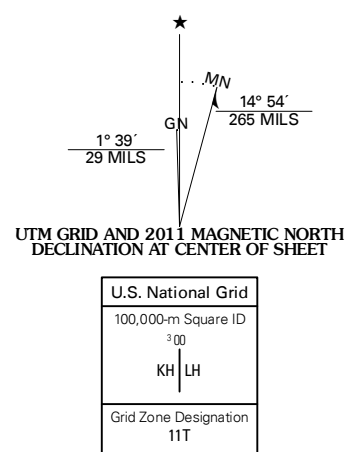 ★
MN
GN
14° 54´
265 MILS
1° 39´
29 MILS
UTM GRID AND 2011 MAGNETIC NORTH
DECLINATION AT CENTER OF SHEET
U.S. National Grid
100,000-m Square ID
³00
KH LH
Grid Zone Designation
11T